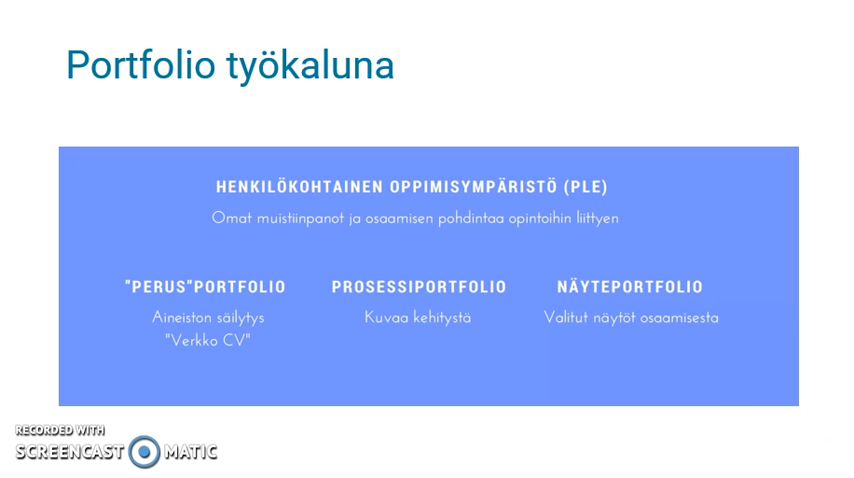 Portfolio työkaluna
HENKILÖKOHTAINEN OPPIMISYMPÄRISTÖ (PLE)
Omat muistiinpanot ja osaamisen pohdintaa opintoihin liittyen
"PERUS"PORTFOLIO
Aineiston säilytys
"Verkko CV"
PROSESSIPORTFOLIO
Kuvaa kehitystä
NÄYTEPORTFOLIO
Valitut näytöt osaamisesta
RECORDED WITH
SCREENCAST MATIC